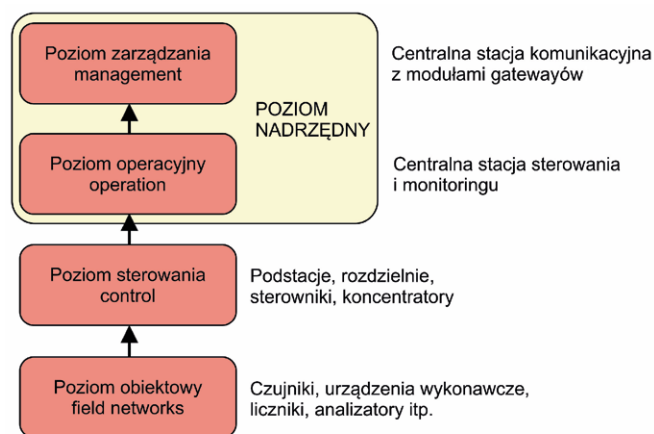 Poziom zarządzania
management
Centralna stacja komunikacyjna
z modułami gatewayów
POZIOM
NADRZĘDNY
Poziom operacyjny
operation
Centralna stacja sterowania
i monitoringu
Poziom sterowania
control
Podstacje, rozdzielnie,
sterowniki, koncentratory
Poziom obiektowy
field networks
Czujniki, urządzenia wykonawcze,
liczniki, analizatory itp.